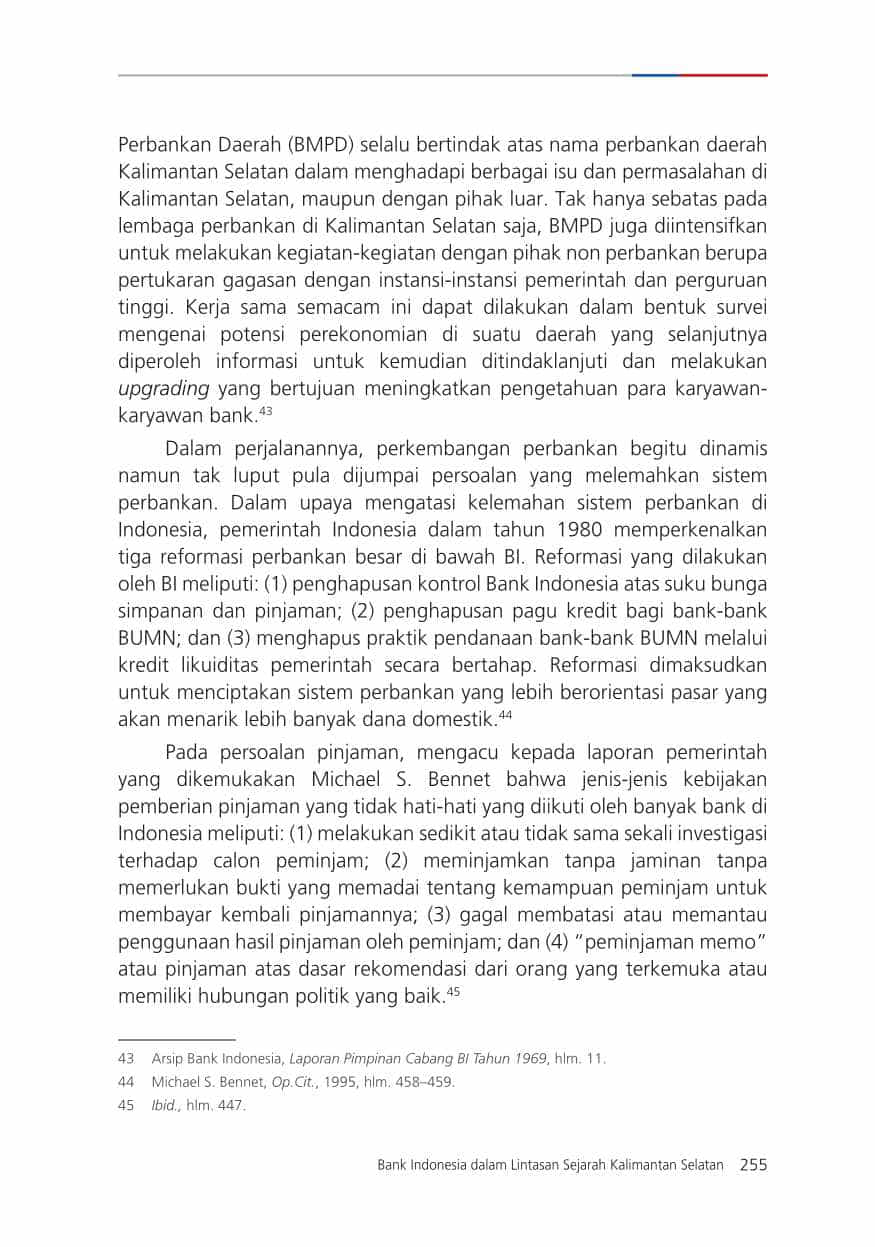 Perbankan Daerah (BMPD) selalu bertindak atas nama perbankan daerah
Kalimantan Selatan dalam menghadapi berbagai isu dan permasalahan di
Kalimantan Selatan, maupun dengan pihak luar. Tak hanya sebatas pada
lembaga perbankan di Kalimantan Selatan saja, BMPD juga diintensifkan
untuk melakukan kegiatan-kegiatan dengan pihak non perbankan berupa
pertukaran gagasan dengan instansi-instansi pemerintah dan perguruan
tinggi. Kerja sama semacam ini dapat dilakukan dalam bentuk survei
mengenai potensi perekonomian di suatu daerah yang selanjutnya
diperoleh informasi untuk kemudian ditindaklanjuti dan melakukan
upgrading yang bertujuan meningkatkan pengetahuan para karyawan-
karyawan bank.43
Dalam perjalanannya, perkembangan perbankan begitu dinamis
namun tak luput pula dijumpai persoalan yang melemahkan sistem
perbankan. Dalam upaya mengatasi kelemahan sistem perbankan di
Indonesia, pemerintah Indonesia dalam tahun 1980 memperkenalkan
tiga reformasi perbankan besar di bawah BI. Reformasi yang dilakukan
oleh BI meliputi: (1) penghapusan kontrol Bank Indonesia atas suku bunga
simpanan dan pinjaman; (2) penghapusan pagu kredit bagi bank-bank
BUMN; dan (3) menghapus praktik pendanaan bank-bank BUMN melalui
kredit likuiditas pemerintah secara bertahap. Reformasi dimaksudkan
untuk menciptakan sistem perbankan yang lebih berorientasi pasar yang
akan menarik lebih banyak dana domestik.44
Pada persoalan pinjaman, mengacu kepada laporan pemerintah
yang dikemukakan Michael S. Bennet bahwa jenis-jenis kebijakan
pemberian pinjaman yang tidak hati-hati yang diikuti oleh banyak bank di
Indonesia meliputi: (1) melakukan sedikit atau tidak sama sekali investigasi
terhadap calon peminjam; (2) meminjamkan tanpa jaminan tanpa
memerlukan bukti yang memadai tentang kemampuan peminjam untuk
membayar kembali pinjamannya; (3) gagal membatasi atau memantau
penggunaan hasil pinjaman oleh peminjam; dan (4) “peminjaman memo”
atau pinjaman atas dasar rekomendasi dari orang yang terkemuka atau
memiliki hubungan politik yang baik.45
43 Arsip Bank Indonesia, Laporan Pimpinan Cabang BI Tahun 1969, hlm. 11.
44 Michael S. Bennet, Op.Cit., 1995, hlm. 458–459.
45 Ibid., hlm. 447.
Bank Indonesia dalam Lintasan Sejarah Kalimantan Selatan 255